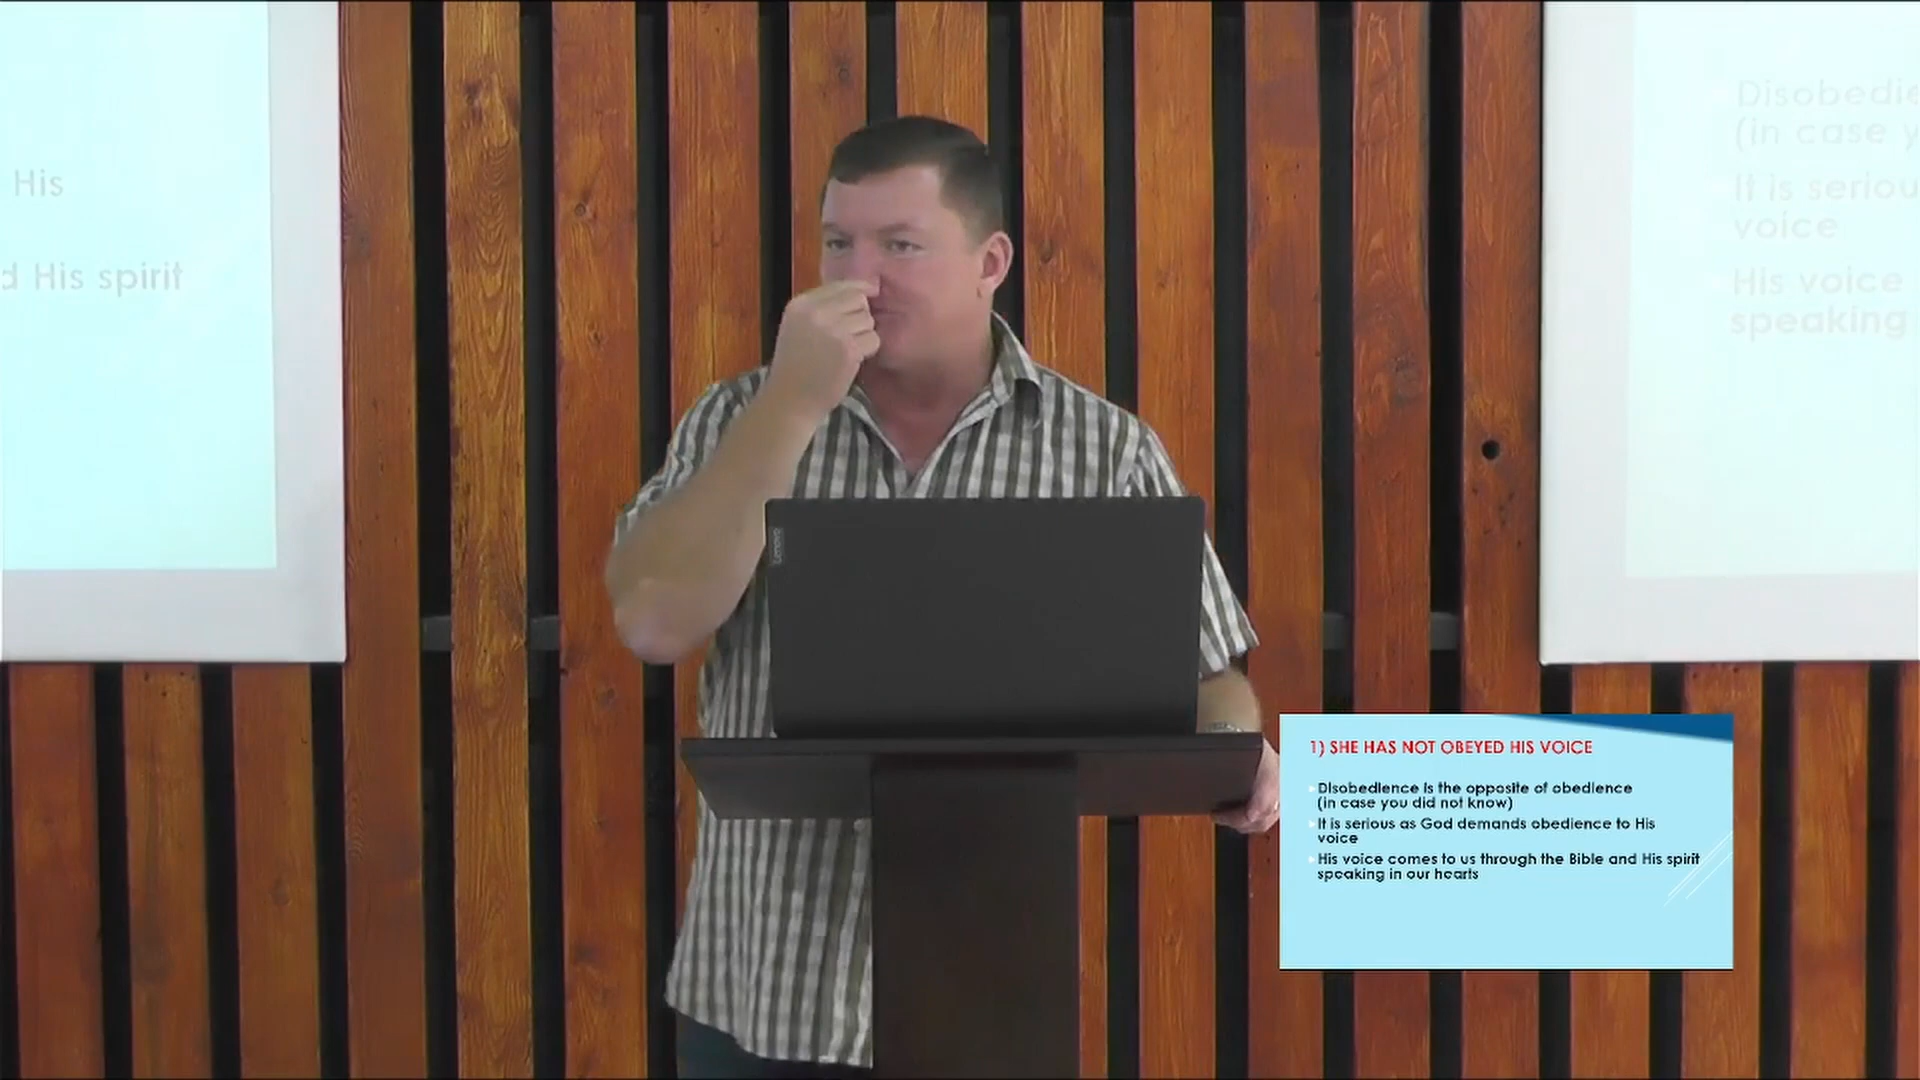 His
d His spirit
Disobedie
(in case y
It is seriou
voice
His voice
speaking
Lenovo
1) SHE HAS NOT OBEYED HIS VOICE
Disobedience is the opposite of obedience
(in case you did not know)
It is serious as God demands obedience to His
voice
His voice comes to us through the Bible and His spirit
speaking in our hearts